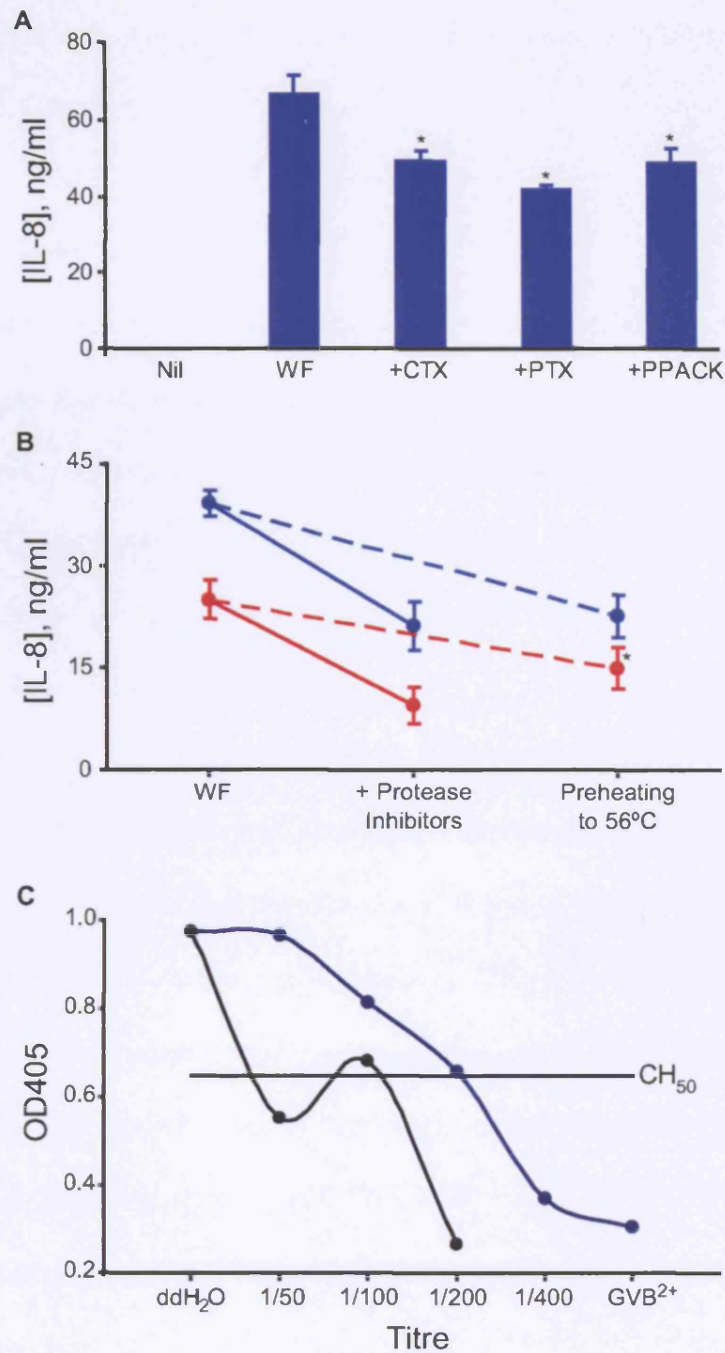 A
80
60
40
20
0
[IL-8], ng/ml
* * *
Nil WF +CTX +PTX +PPACK
B
45
30
15
0
[IL-8], ng/ml
*
WF + Protease Inhibitors Preheating to 56ºC
C
1.0
0.8
0.6
0.4
0.2
OD405
CH50
ddH2O 1/50 1/100 1/200 1/400 GVB2+
Titre